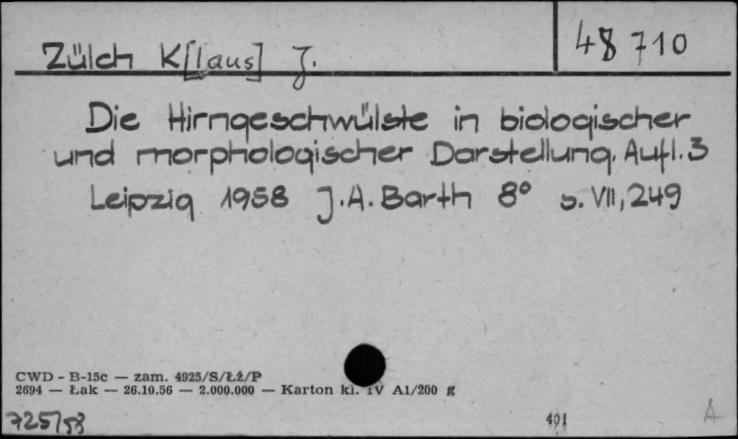 48 710
Zülch K[laus] J.
Die Hirngeschwülste in biologischer
und morphologischer Darstellung. Aufl. 3
Leipzig 1958 J.A. Barth 8° s. VII, 249
CWD - B-15c — zam. 4925/S/Łż/P
2694 — Łak — 26.10.56 — 2.000.000 — Karton kl. IV A1/200 g
725/58
401
A